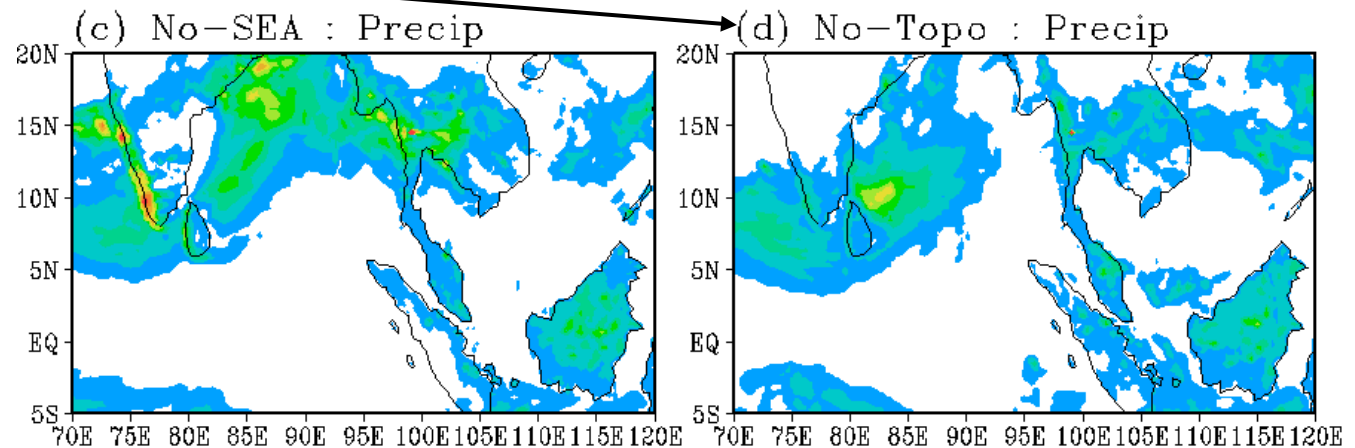 (c) No-SEA : Precip
(d) No-Topo : Precip
20N
15N
10N
5N
EQ
5S
70E 75E 80E 85E 90E 95E 100E 105E 110E 115E 120E
20N
15N
10N
5N
EQ
5S
70E 75E 80E 85E 90E 95E 100E 105E 110E 115E 120E